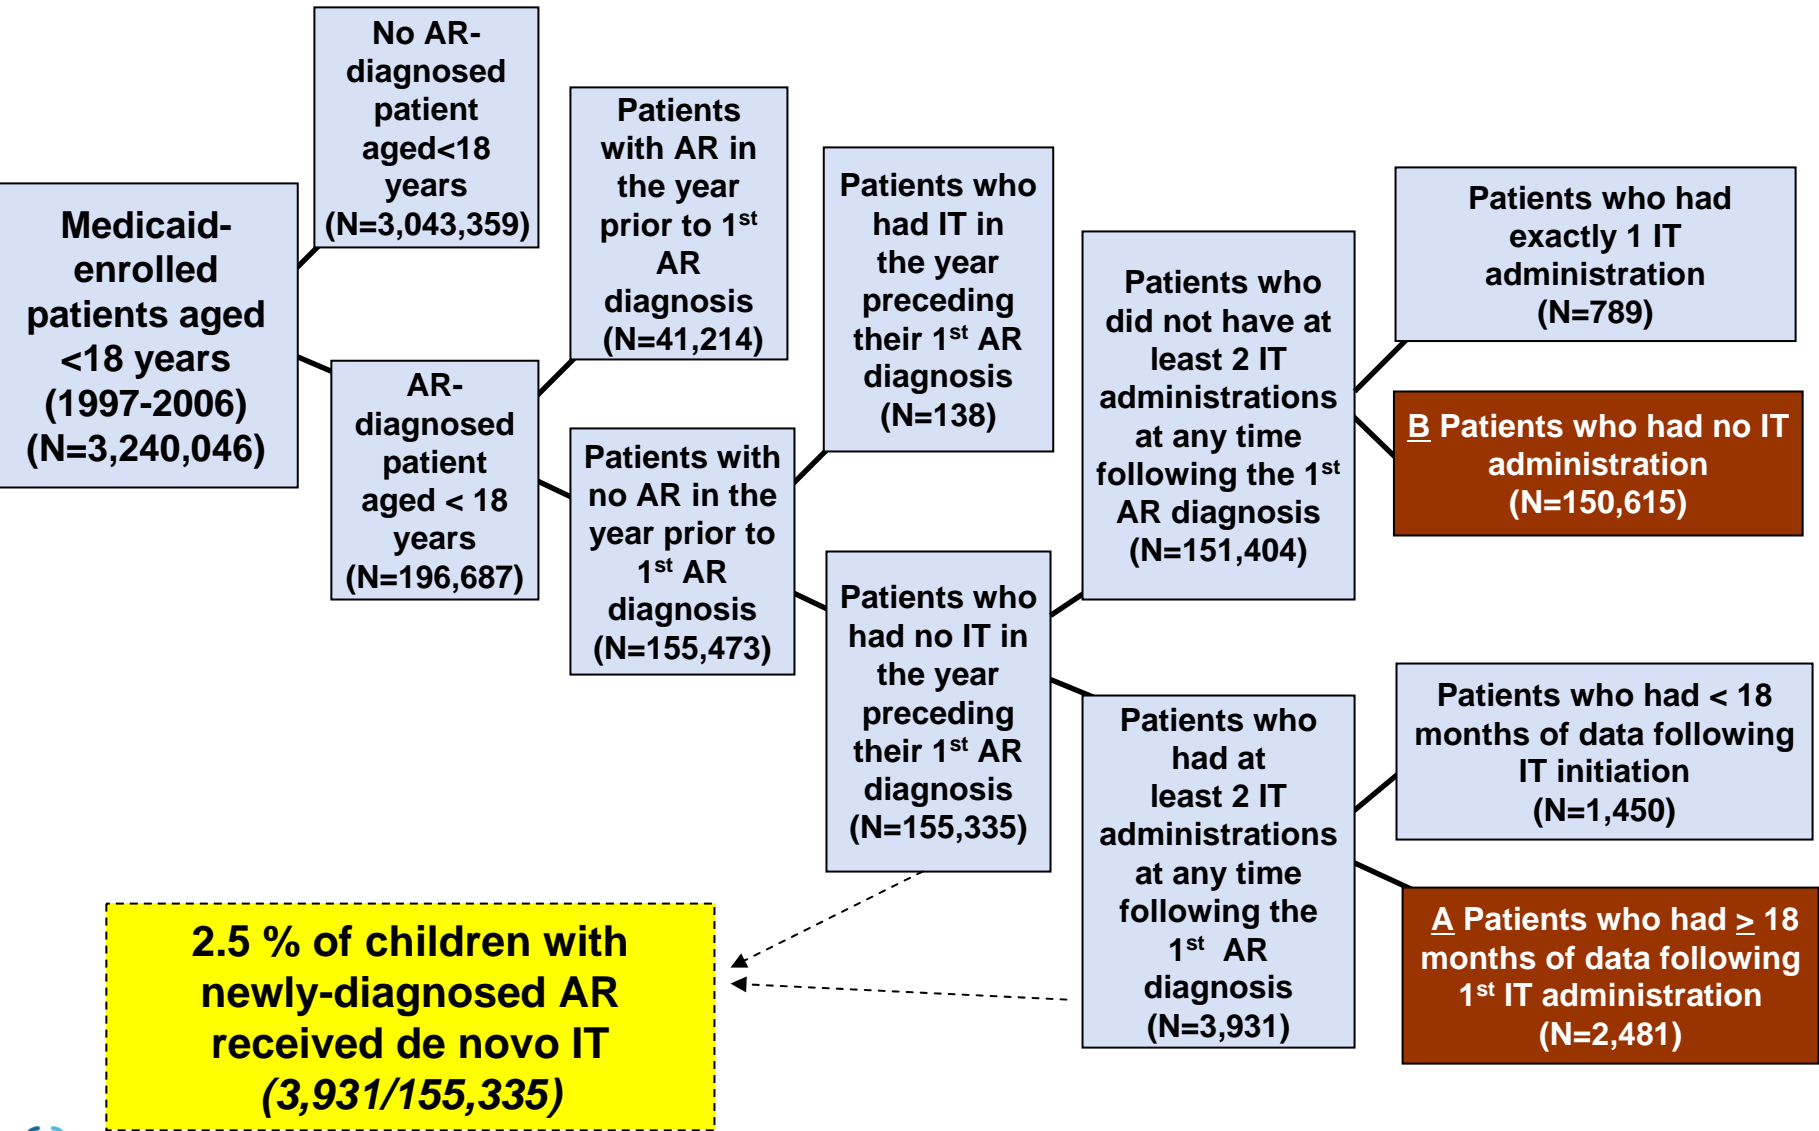 Medicaid-
enrolled
patients aged
<18 years
(1997-2006)
(N=3,240,046)
No AR-
diagnosed
patient
aged<18
years
(N=3,043,359)
AR-
diagnosed
patient
aged < 18
years
(N=196,687)
Patients
with AR in
the year
prior to 1st
AR
diagnosis
(N=41,214)
Patients with
no AR in the
year prior to
1st AR
diagnosis
(N=155,473)
Patients who
had IT in
the year
preceding
their 1st AR
diagnosis
(N=138)
Patients who
had no IT in
the year
preceding
their 1st AR
diagnosis
(N=155,335)
Patients who
did not have at
least 2 IT
administrations
at any time
following the 1st
AR diagnosis
(N=151,404)
Patients who
had at
least 2 IT
administrations
at any time
following the
1st AR
diagnosis
(N=3,931)
Patients who had
exactly 1 IT
administration
(N=789)
B Patients who had no IT
administration
(N=150,615)
Patients who had < 18
months of data following
IT initiation
(N=1,450)
A Patients who had ≥ 18
months of data following
1st IT administration
(N=2,481)
2.5 % of children with
newly-diagnosed AR
received de novo IT
(3,931/155,335)